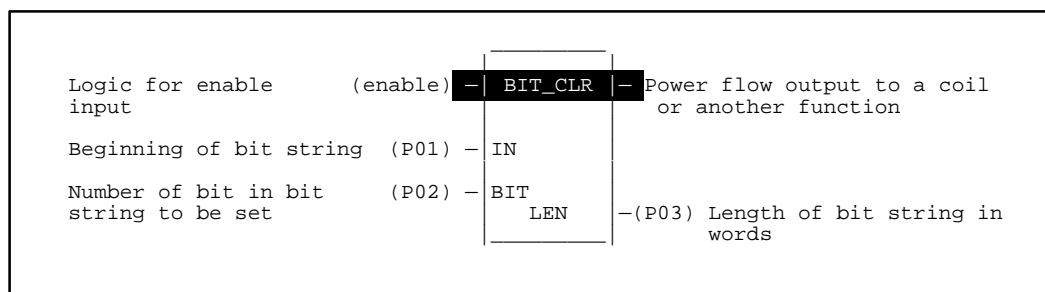 Logic for enable (enable) BIT_CLR Power flow output to a coil
input or another function
Beginning of bit string (P01) IN
Number of bit in bit (P02) BIT
string to be set LEN (P03) Length of bit string in
words